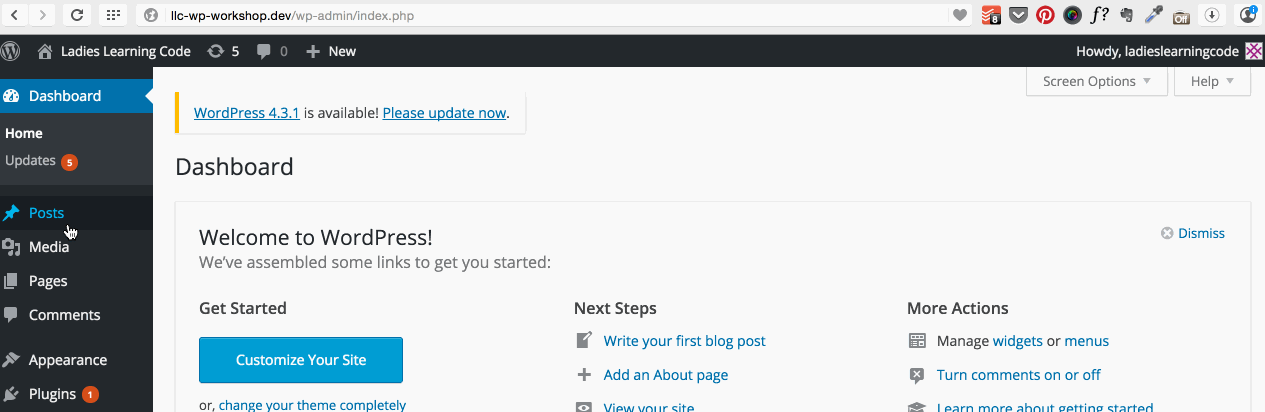 llc-wp-workshop.dev/wp-admin/index.php
8
f?
Off
Ladies Learning Code
5
0
New
Howdy, ladieslearningcode
Dashboard
Home
Updates 5
Posts
Media
Pages
Comments
Appearance
Plugins 1
Screen Options
Help
WordPress 4.3.1 is available! Please update now.
Dashboard
Welcome to WordPress!
Dismiss
We've assembled some links to get you started:
Get Started
Customize Your Site
or, change your theme completely
Next Steps
Write your first blog post
Add an About page
View your site
More Actions
Manage widgets or menus
Turn comments on or off
Learn more about getting started